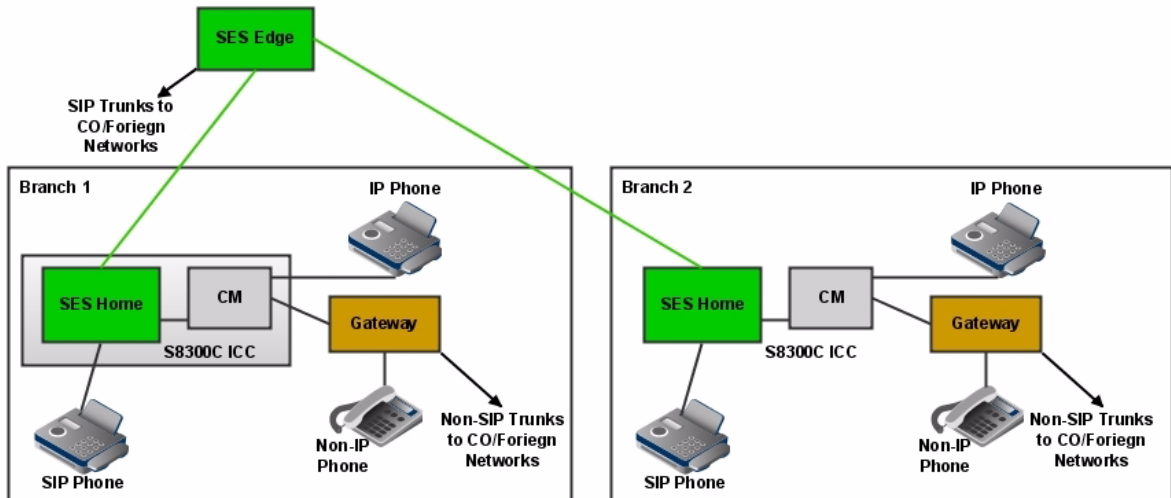 SES Edge
SIP Trunks to
CO/Foriegn
Networks
Branch 1
IP Phone
SES Home
CM
Gateway
S8300C ICC
SIP Phone
Non-IP
Phone
Non-SIP Trunks
to CO/Foriegn
Networks
Branch 2
IP Phone
SES Home
CM
Gateway
S8300C ICC
SIP Phone
Non-IP
Phone
Non-SIP Trunks
to CO/Foriegn
Networks